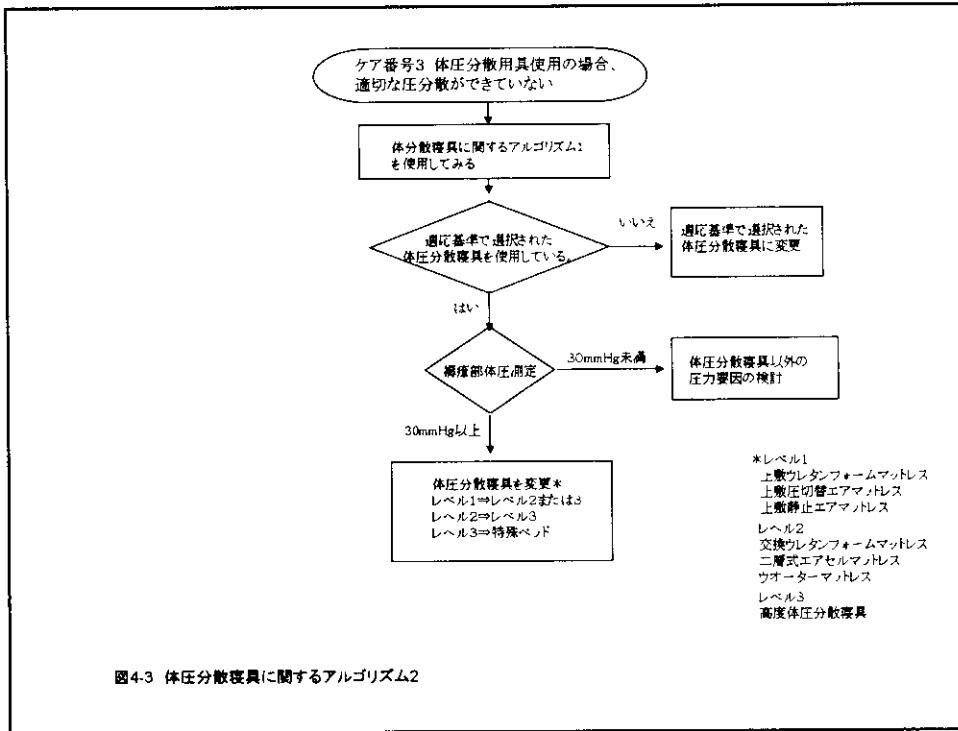 ケア番号3 体圧分散用具使用の場合、
適切な圧分散ができていない
体分散寝具に関するアルゴリズム1
を使用してみる
適応基準で選択された
体圧分散寝具を使用している。
いいえ
適応基準で選択された
体圧分散寝具に変更
はい
褥瘡部体圧測定
30mmHg未満
体圧分散寝具以外の
圧力要因の検討
30mmHg以上
体圧分散寝具を変更*
レベル1⇒レベル2または3
レベル2⇒レベル3
レベル3⇒特殊ベッド
*レベル1
上敷ウレタンフォームマットレス
上敷圧切替エアマットレス
上敷静止エアマットレス
レベル2
交換ウレタンフォームマットレス
二層式エアセルマットレス
ウオーターマットレス
レベル3
高度体圧分散寝具
図4-3 体圧分散寝具に関するアルゴリズム2